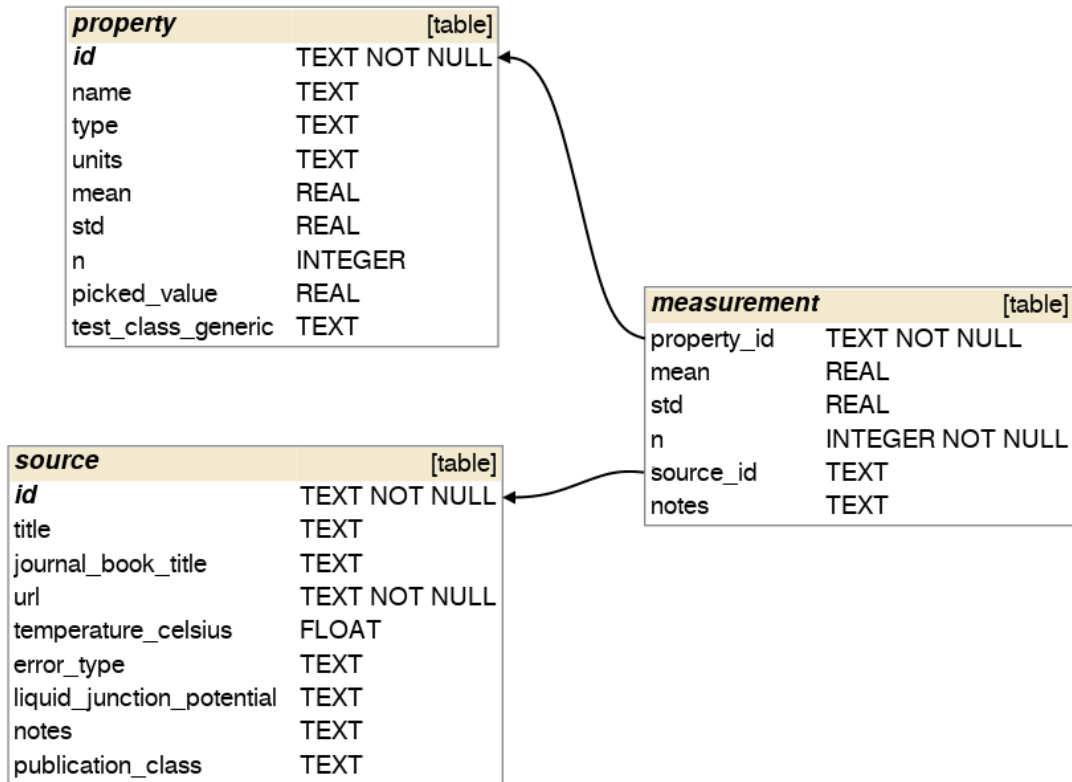 property [table]
id TEXT NOT NULL
name TEXT
type TEXT
units TEXT
mean REAL
std REAL
n INTEGER
picked_value REAL
test_class_generic TEXT
measurement [table]
property_id TEXT NOT NULL
mean REAL
std REAL
n INTEGER NOT NULL
source_id TEXT
notes TEXT
source [table]
id TEXT NOT NULL
title TEXT
journal_book_title TEXT
url TEXT NOT NULL
temperature_celsius FLOAT
error_type TEXT
liquid_junction_potential TEXT
notes TEXT
publication_class TEXT